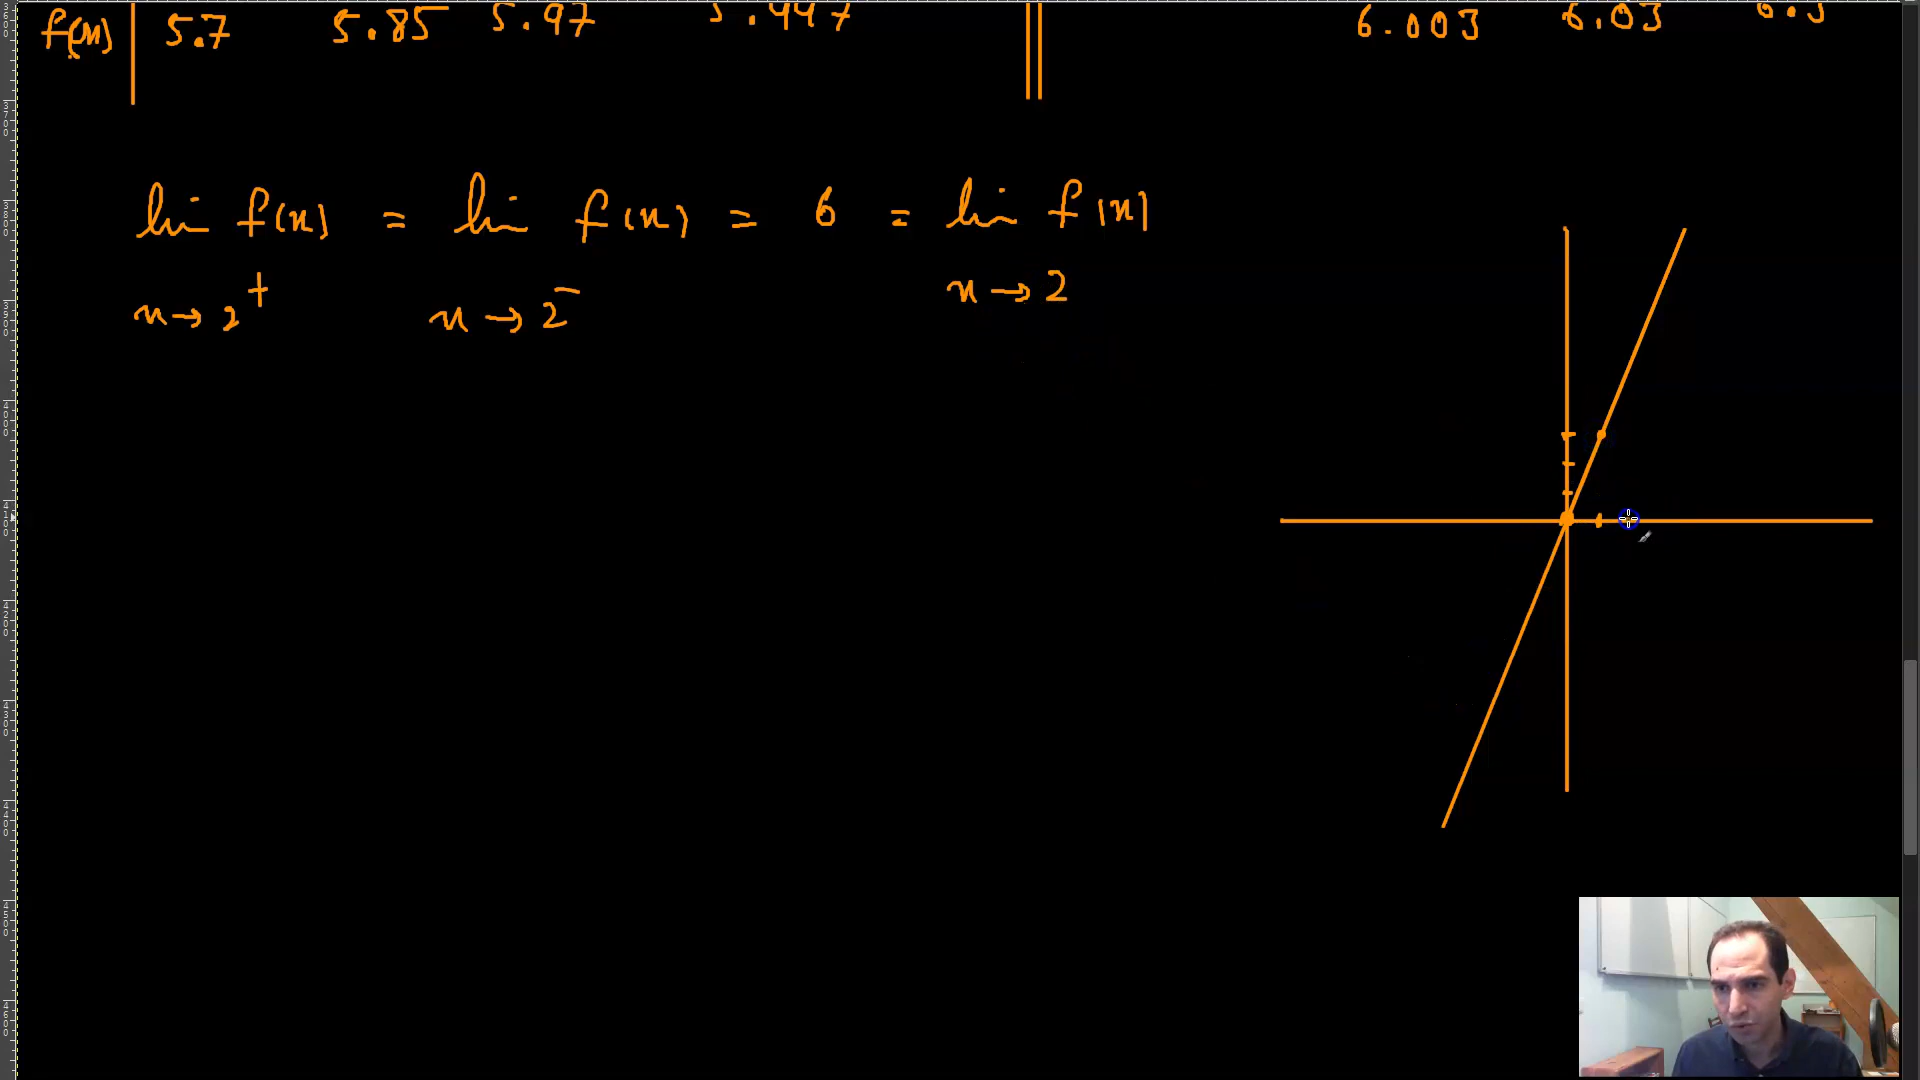 f(x) 5.7 5.85 5.97 6.003 6.03
lim f(x) = lim f(x) = 6 = lim f(x)
x→2⁺ x→2⁻ x→2